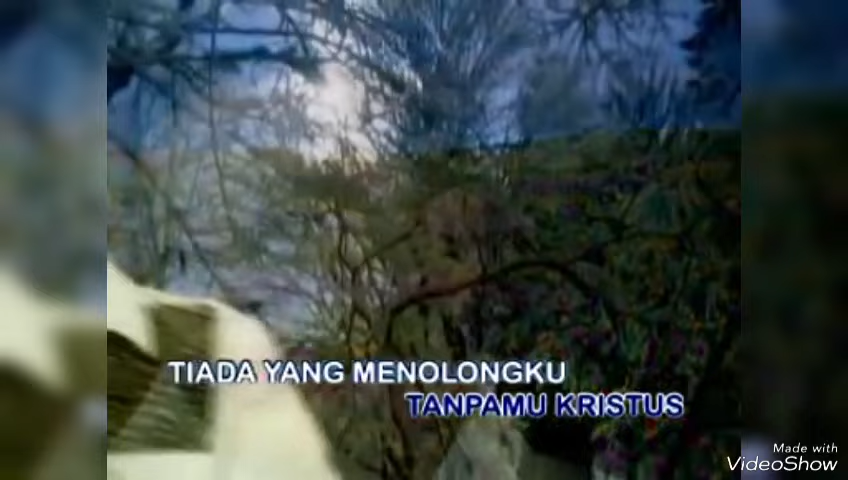 TIADA YANG MENOLONGKU
TANPAMU KRISTUS
Made with
VideoShow